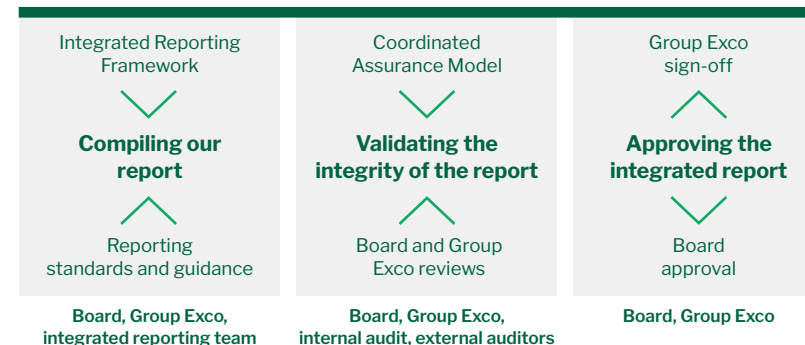 Integrated Reporting
Framework
Compiling our
report
Reporting
standards and guidance
Board, Group Exco,
integrated reporting team
Coordinated
Assurance Model
Validating the
integrity of the report
Board and Group
Exco reviews
Board, Group Exco,
internal audit, external auditors
Group Exco
sign-off
Approving the
integrated report
Board
approval
Board, Group Exco